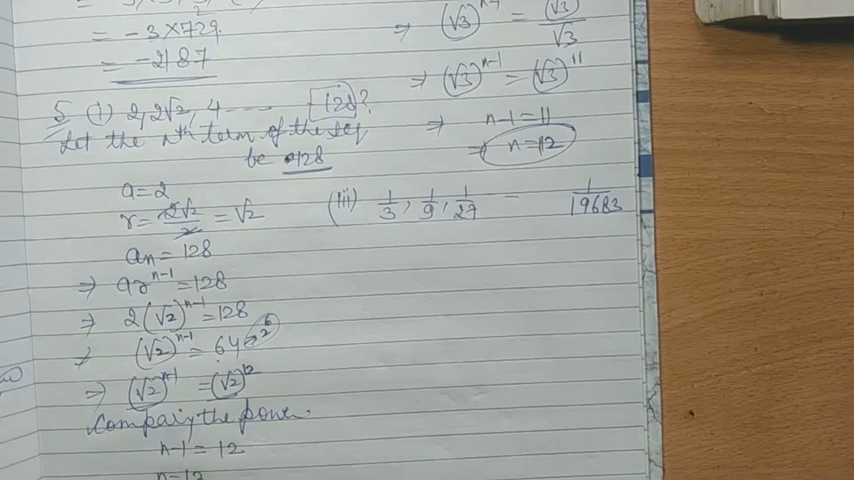 = -3×729
= -2187
5 (i) 2, 2√2, 4 ---- 128?
Let the nth term of the seq
be 128
a=2
r= 2√2/2 = √2
an = 128
⇒ ar^n-1 = 128
⇒ 2(√2)^n-1 = 128
⇒ (√2)^n-1 = 64 → 2^6
⇒ (√2)^n-1 = (√2)^12
the power.
n-1 = 12
n=13
⇒ (√3)^n-1 = /√3
⇒ (√3)^n-1 = (√3)^11
⇒ n-1 = 11
⇒ n=12
(iii) 1/3, 1/9, 1/27 - 1/19683